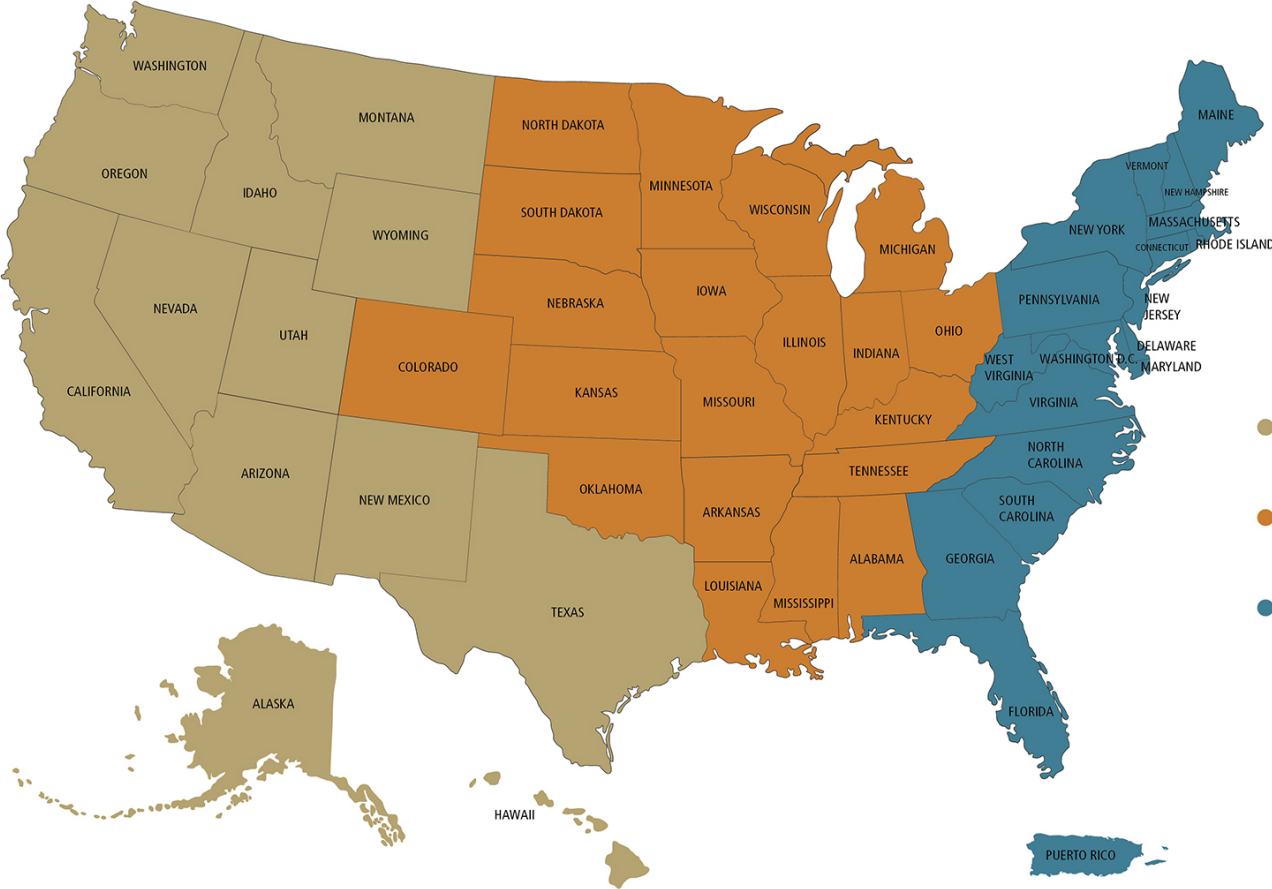 WASHINGTON
MONTANA
NORTH DAKOTA
MAINE
OREGON
IDAHO
MINNESOTA
VERMONT
NEW HAMPSHIRE
SOUTH DAKOTA
WISCONSIN
MASSACHUSETTS
WYOMING
MICHIGAN
NEW YORK
CONNECTICUT
RHODE ISLAND
NEVADA
NEBRASKA
IOWA
PENNSYLVANIA
NEW
JERSEY
UTAH
ILLINOIS
INDIANA
OHIO
DELAWARE
COLORADO
WEST
VIRGINIA
WASHINGTON D.C.
MARYLAND
CALIFORNIA
KANSAS
MISSOURI
KENTUCKY
VIRGINIA
ARIZONA
NEW MEXICO
OKLAHOMA
ARKANSAS
TENNESSEE
NORTH
CAROLINA
SOUTH
CAROLINA
TEXAS
LOUISIANA
MISSISSIPPI
ALABAMA
GEORGIA
ALASKA
FLORIDA
HAWAII
PUERTO RICO